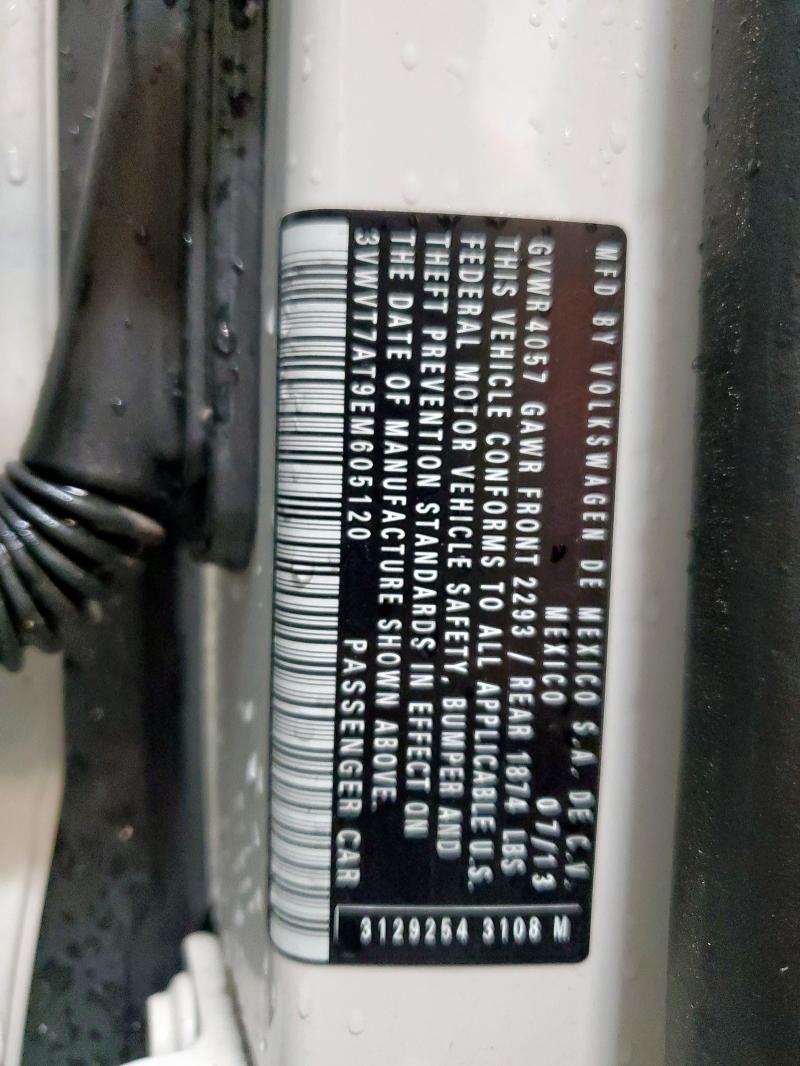 MFD BY VOLKSWAGEN DE MEXICO S.A. DE C.V.
MEXICO 07/13
GVWR 4057 GAWR FRONT 2293 / REAR 1874 LBS
THIS VEHICLE CONFORMS TO ALL APPLICABLE U.S.
FEDERAL MOTOR VEHICLE SAFETY, BUMPER AND
THEFT PREVENTION STANDARDS IN EFFECT ON
THE DATE OF MANUFACTURE SHOWN ABOVE.
3VWVT7AT9EM605120 PASSENGER CAR
3129254 3108 M